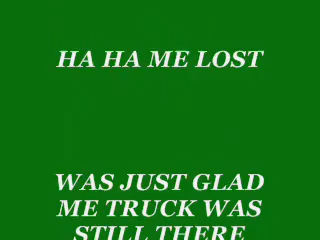 HA HA ME LOST
WAS JUST GLAD
ME TRUCK WAS
STILL THERE